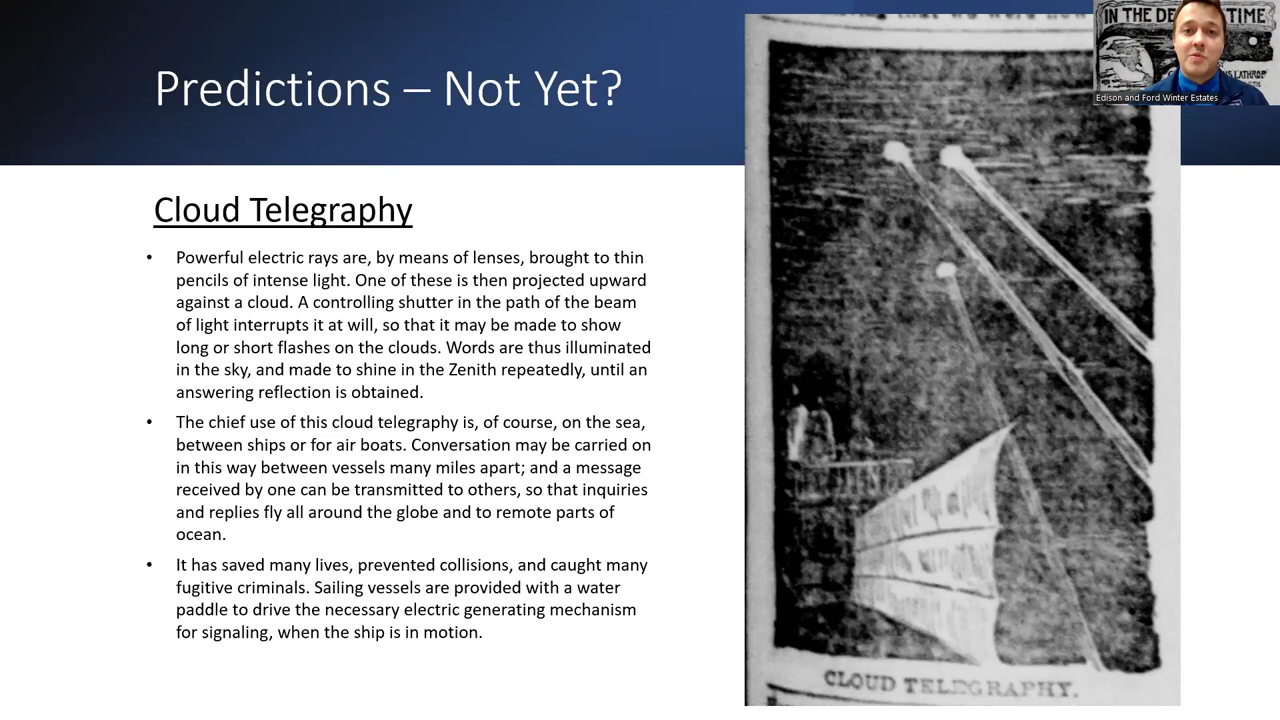 Predictions – Not Yet?
Cloud Telegraphy
• Powerful electric rays are, by means of lenses, brought to thin
pencils of intense light. One of these is then projected upward
against a cloud. A controlling shutter in the path of the beam
of light interrupts it at will, so that it may be made to show
long or short flashes on the clouds. Words are thus illuminated
in the sky, and made to shine in the Zenith repeatedly, until an
answering reflection is obtained.
• The chief use of this cloud telegraphy is, of course, on the sea,
between ships or for air boats. Conversation may be carried on
in this way between vessels many miles apart; and a message
received by one can be transmitted to others, so that inquiries
and replies fly all around the globe and to remote parts of
ocean.
• It has saved many lives, prevented collisions, and caught many
fugitive criminals. Sailing vessels are provided with a water
paddle to drive the necessary electric generating mechanism
for signaling, when the ship is in motion.
CLOUD TELEGRAPHY.
IN THE DE TIME
LATHROP
Edison and Ford Winter Estates